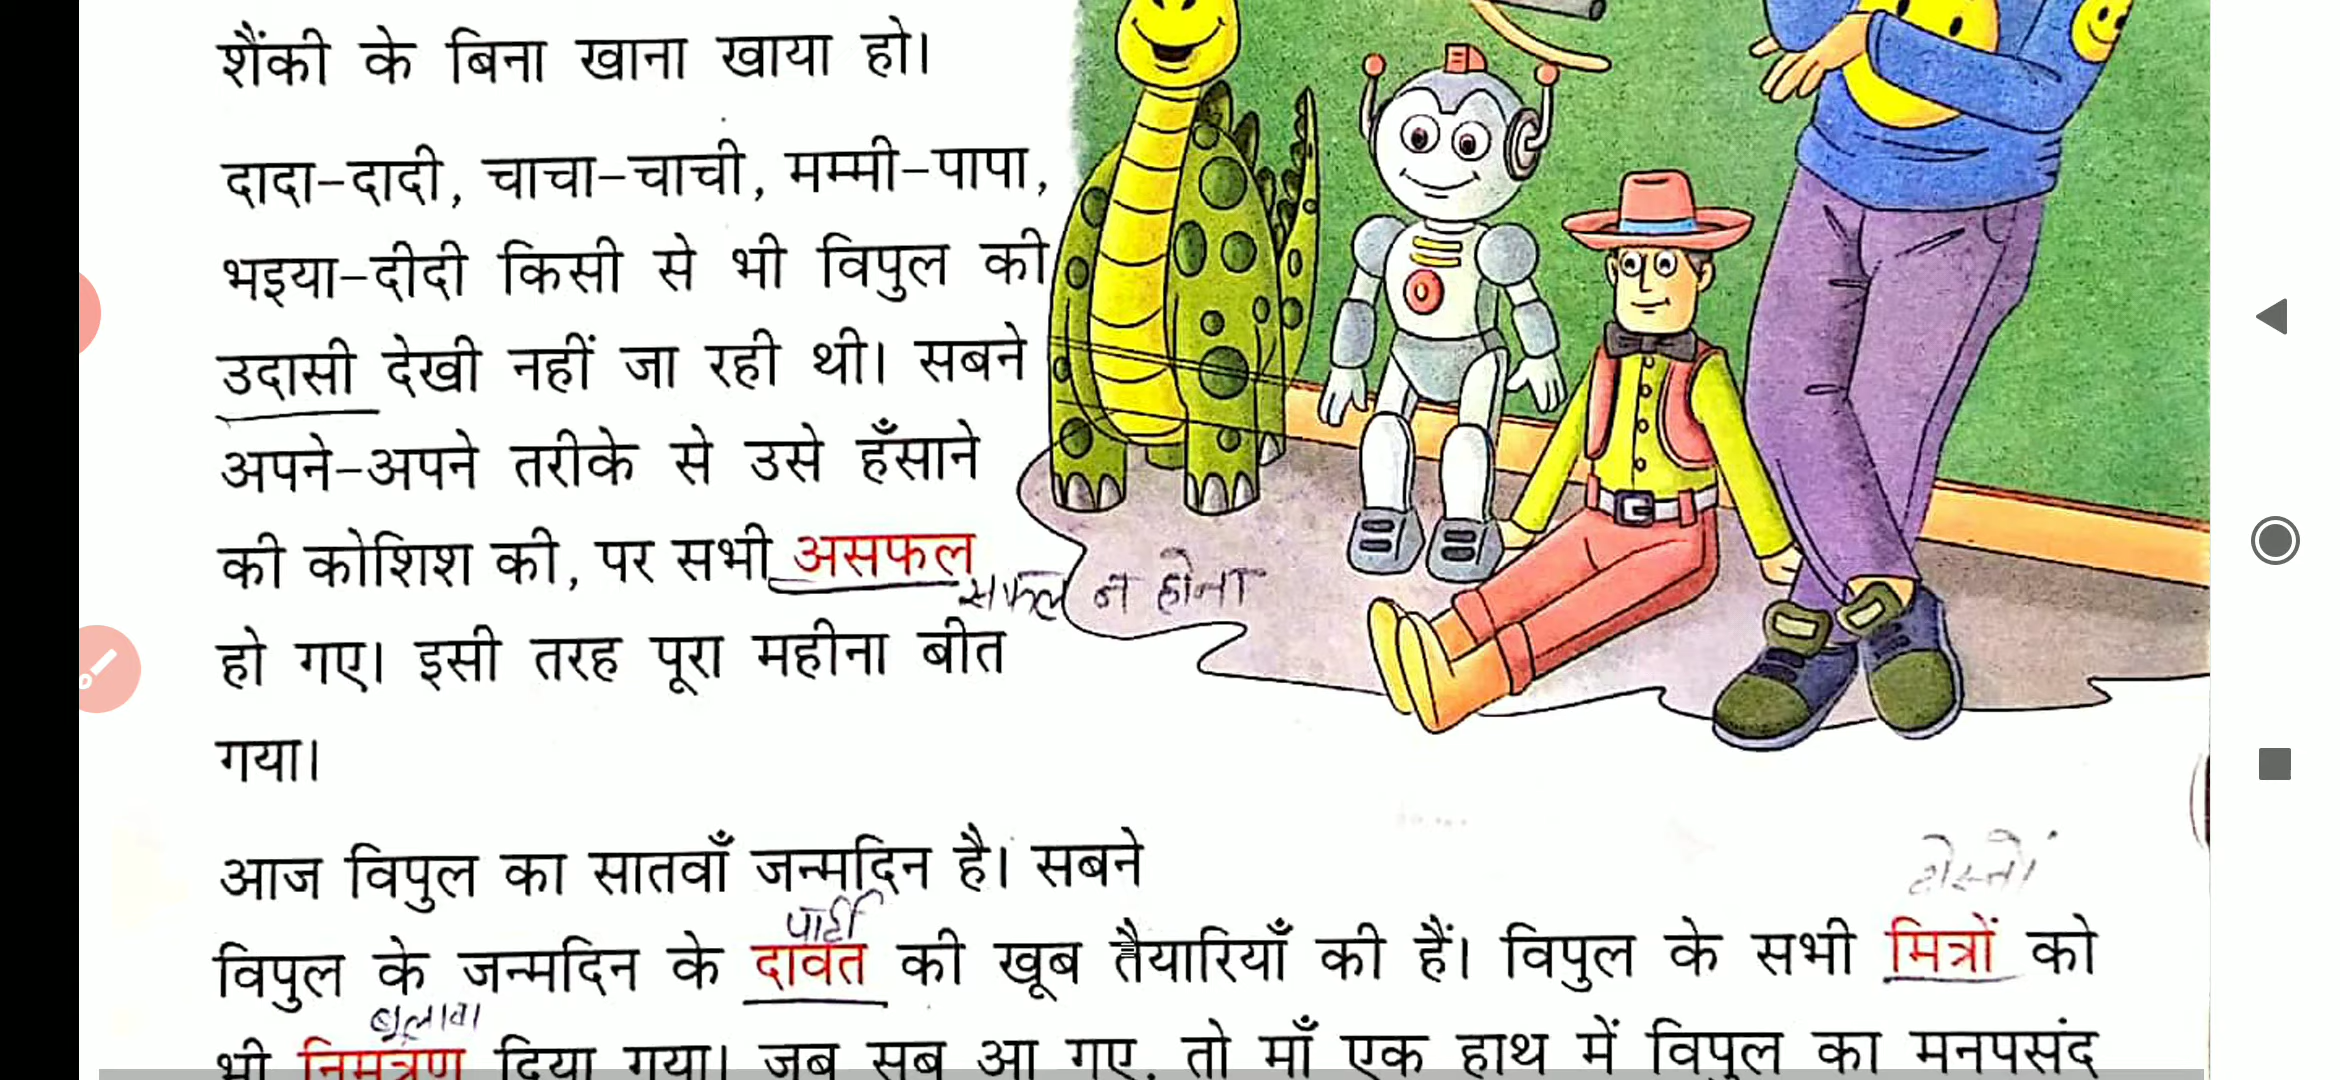 शैंकी के बिना खाना खाया हो।
दादा-दादी, चाचा-चाची, मम्मी-पापा,
भइया-दीदी किसी से भी विपुल की
उदासी देखी नहीं जा रही थी। सबने
अपने-अपने तरीके से उसे हँसाने
की कोशिश की, पर सभी असफल
सफल न होना
हो गए। इसी तरह पूरा महीना बीत
गया।
आज विपुल का सातवाँ जन्मदिन है। सबने
दोस्तों
पार्टी
विपुल के जन्मदिन के दावत की खूब तैयारियाँ की हैं। विपुल के सभी मित्रों को
बुलावा
भी निमंत्रण दिया गया। जब सब आ गए, तो माँ एक हाथ में विपुल का मनपसंद